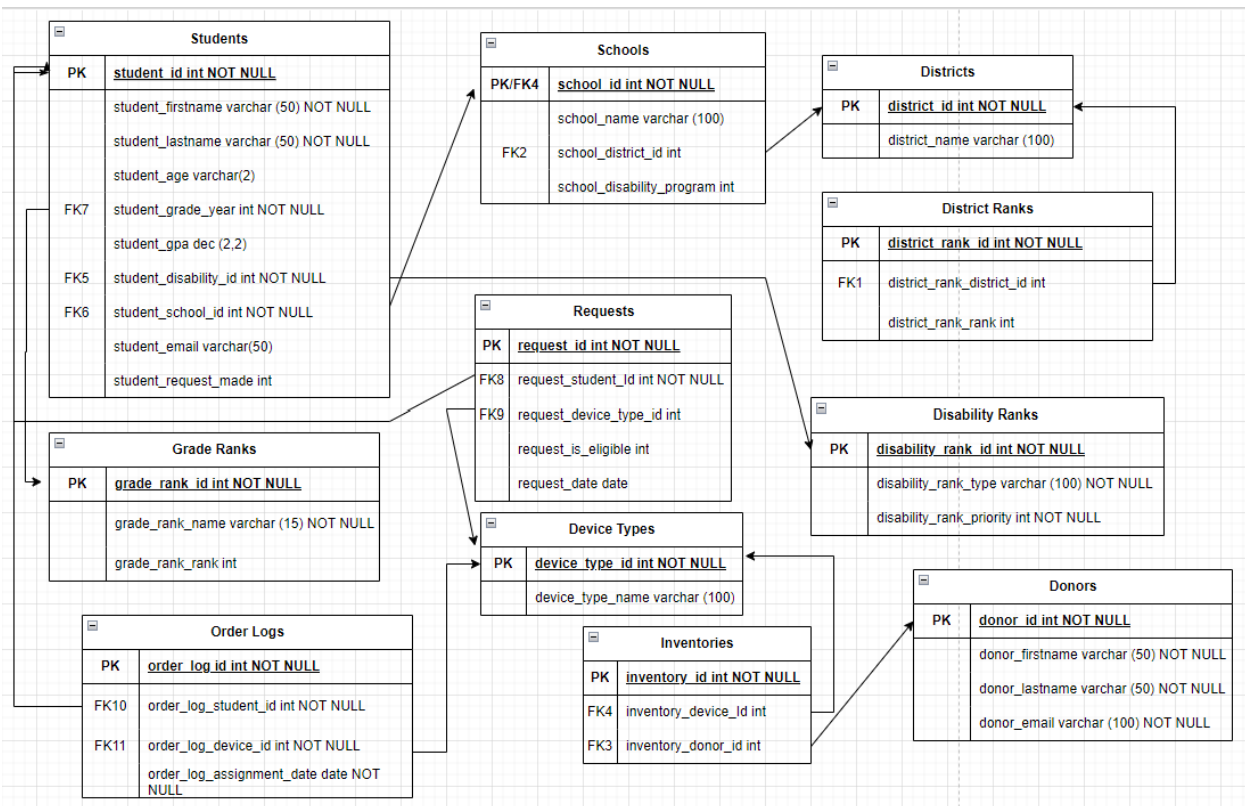 Students
PK student_id int NOT NULL
student_firstname varchar (50) NOT NULL
student_lastname varchar (50) NOT NULL
student_age varchar(2)
FK7 student_grade_year int NOT NULL
student_gpa dec (2,2)
FK5 student_disability_id int NOT NULL
FK6 student_school_id int NOT NULL
student_email varchar(50)
student_request_made int
Schools
PK/FK4 school_id int NOT NULL
school_name varchar (100)
FK2 school_district_id int
school_disability_program int
Districts
PK district_id int NOT NULL
district_name varchar (100)
District Ranks
PK district_rank_id int NOT NULL
FK1 district_rank_district_id int
district_rank_rank int
Requests
PK request_id int NOT NULL
FK8 request_student_Id int NOT NULL
FK9 request_device_type_id int
request_is_eligible int
request_date date
Disability Ranks
PK disability_rank_id int NOT NULL
disability_rank_type varchar (100) NOT NULL
disability_rank_priority int NOT NULL
Grade Ranks
PK grade_rank_id int NOT NULL
grade_rank_name varchar (15) NOT NULL
grade_rank_rank int
Device Types
PK device_type_id int NOT NULL
device_type_name varchar (100)
Donors
PK donor_id int NOT NULL
donor_firstname varchar (50) NOT NULL
donor_lastname varchar (50) NOT NULL
donor_email varchar (100) NOT NULL
Order Logs
PK order_log id int NOT NULL
FK10 order_log_student_id int NOT NULL
FK11 order_log_device_id int NOT NULL
order_log_assignment_date date NOT
NULL
Inventories
PK inventory_id int NOT NULL
FK4 inventory_device_Id int
FK3 inventory_donor_id int